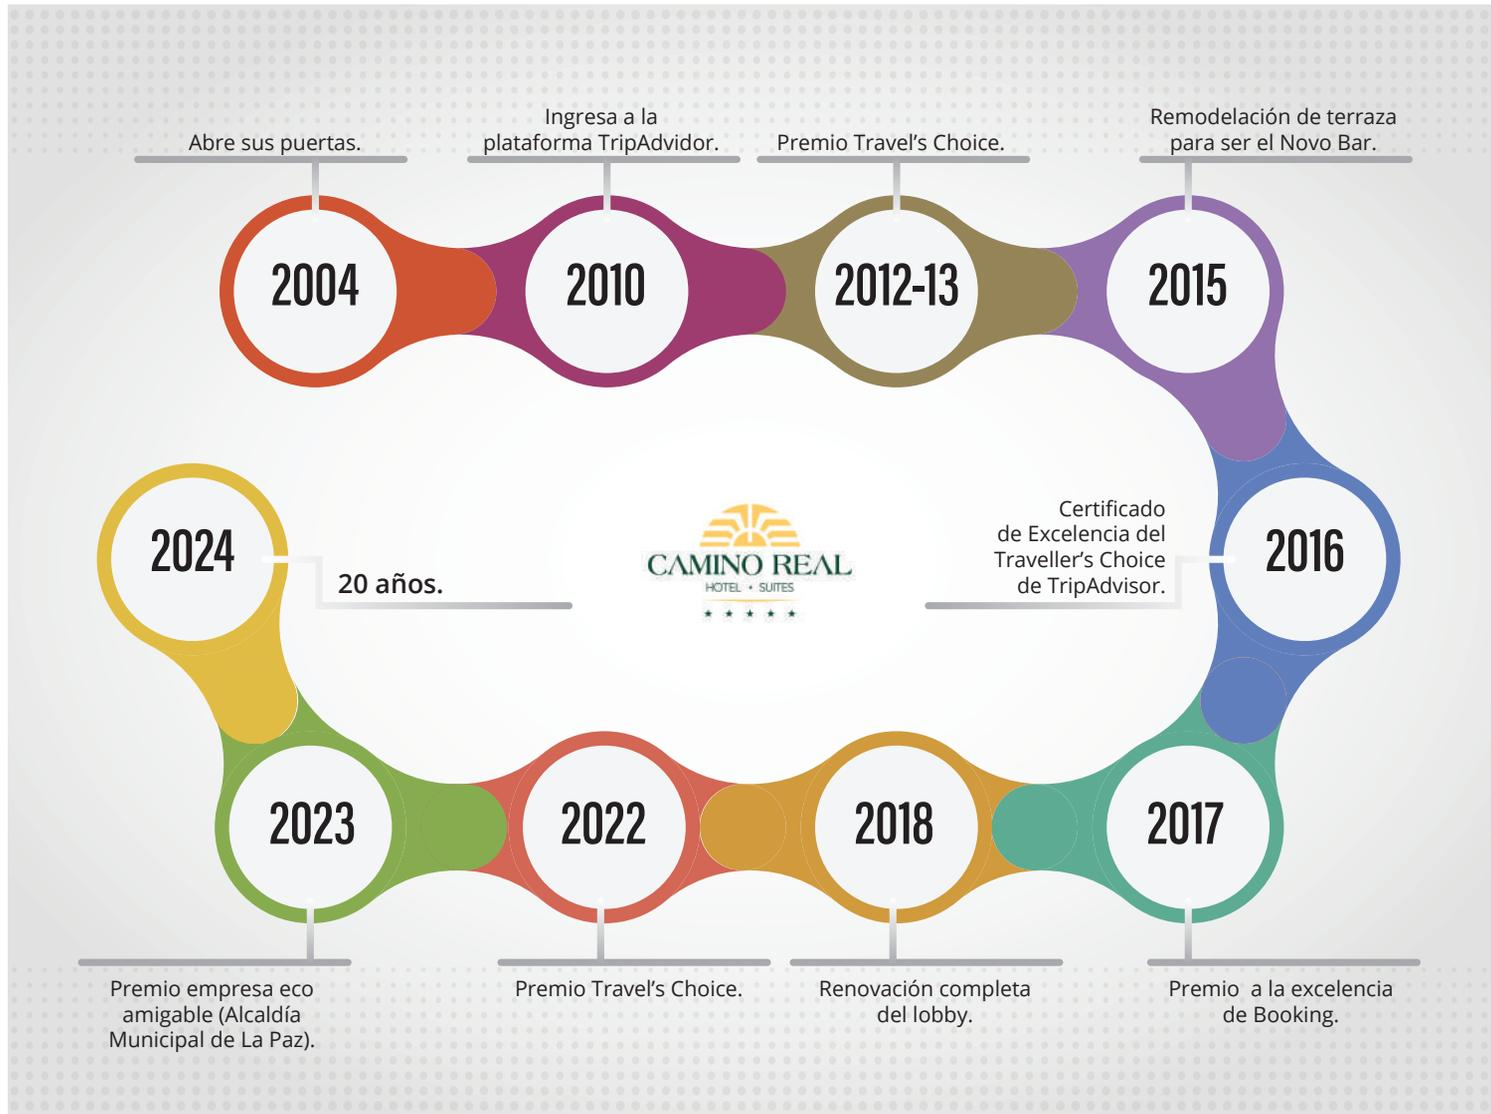 Abre sus puertas.
2004
Ingresa a la
plataforma TripAdvidor.
2010
Premio Travel’s Choice.
2012-13
Remodelación de terraza
para ser el Novo Bar.
2015
Certificado
de Excelencia del
Traveller’s Choice
de TripAdvisor.
2016
CAMINO REAL
HOTEL • SUITES
2017
Premio  a la excelencia
de Booking.
2018
Renovación completa
del lobby.
2022
Premio Travel’s Choice.
2023
Premio empresa eco
amigable (Alcaldía
Municipal de La Paz).
2024
20 años.